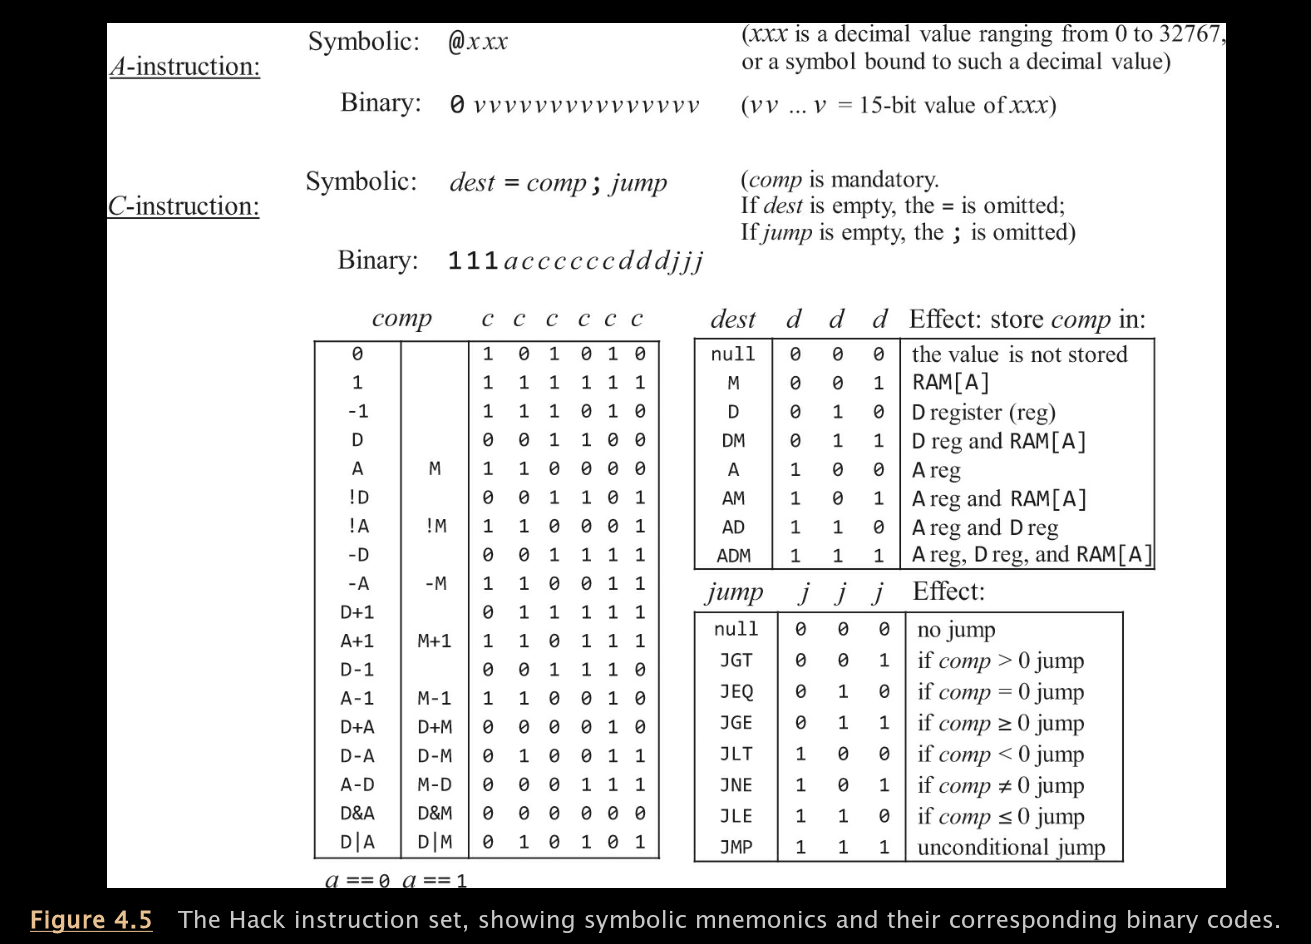 Symbolic: @xxx (xxx is a decimal value ranging from 0 to 32767,
A-instruction: or a symbol bound to such a decimal value)
Binary: 0 vvvvvvvvvvvvvvv (vv ... v = 15-bit value of xxx)
Symbolic: dest = comp ; jump (comp is mandatory.
C-instruction: If dest is empty, the = is omitted;
If jump is empty, the ; is omitted)
Binary: 111accccccdddjjj
comp c c c c c c
0 1 0 1 0 1 0
1 1 1 1 1 1 1
-1 1 1 1 0 1 0
D 0 0 1 1 0 0
A M 1 1 0 0 0 0
!D 0 0 1 1 0 1
!A !M 1 1 0 0 0 1
-D 0 0 1 1 1 1
-A -M 1 1 0 0 1 1
D+1 0 1 1 1 1 1
A+1 M+1 1 1 0 1 1 1
D-1 0 0 1 1 1 0
A-1 M-1 1 1 0 0 1 0
D+A D+M 0 0 0 0 1 0
D-A D-M 0 1 0 0 1 1
A-D M-D 0 0 0 1 1 1
D&A D&M 0 0 0 0 0 0
D|A D|M 0 1 0 1 0 1
a == 0 a == 1
dest d d d Effect: store comp in:
null 0 0 0 the value is not stored
M 0 0 1 RAM[A]
D 0 1 0 D register (reg)
DM 0 1 1 D reg and RAM[A]
A 1 0 0 A reg
AM 1 0 1 A reg and RAM[A]
AD 1 1 0 A reg and D reg
ADM 1 1 1 A reg, D reg, and RAM[A]
jump j j j Effect:
null 0 0 0 no jump
JGT 0 0 1 if comp > 0 jump
JEQ 0 1 0 if comp = 0 jump
JGE 0 1 1 if comp ≥ 0 jump
JLT 1 0 0 if comp < 0 jump
JNE 1 0 1 if comp ≠ 0 jump
JLE 1 1 0 if comp ≤ 0 jump
JMP 1 1 1 unconditional jump
Figure 4.5 The Hack instruction set, showing symbolic mnemonics and their corresponding binary codes.